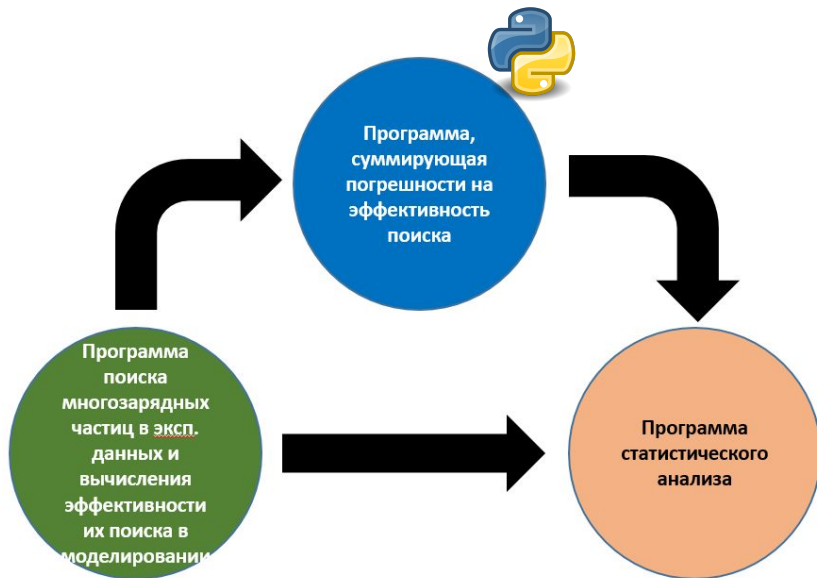 Программа,
суммирующая
погрешности на
эффективность
поиска
Программа
поиска
многозарядных
частиц в эксп.
данных и
вычисления
эффективности
их поиска в
моделировании
Программа
статистического
анализа